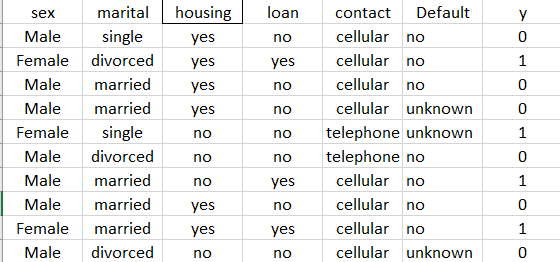 sex marital housing loan contact Default y
Male single yes no cellular no 0
Female divorced yes yes cellular no 1
Male married yes no cellular no 0
Male married yes no cellular unknown 0
Female single no no telephone unknown 1
Male divorced no no telephone no 0
Male married no yes cellular no 1
Male married yes no cellular no 0
Female married yes yes cellular no 1
Male divorced no no cellular unknown 0